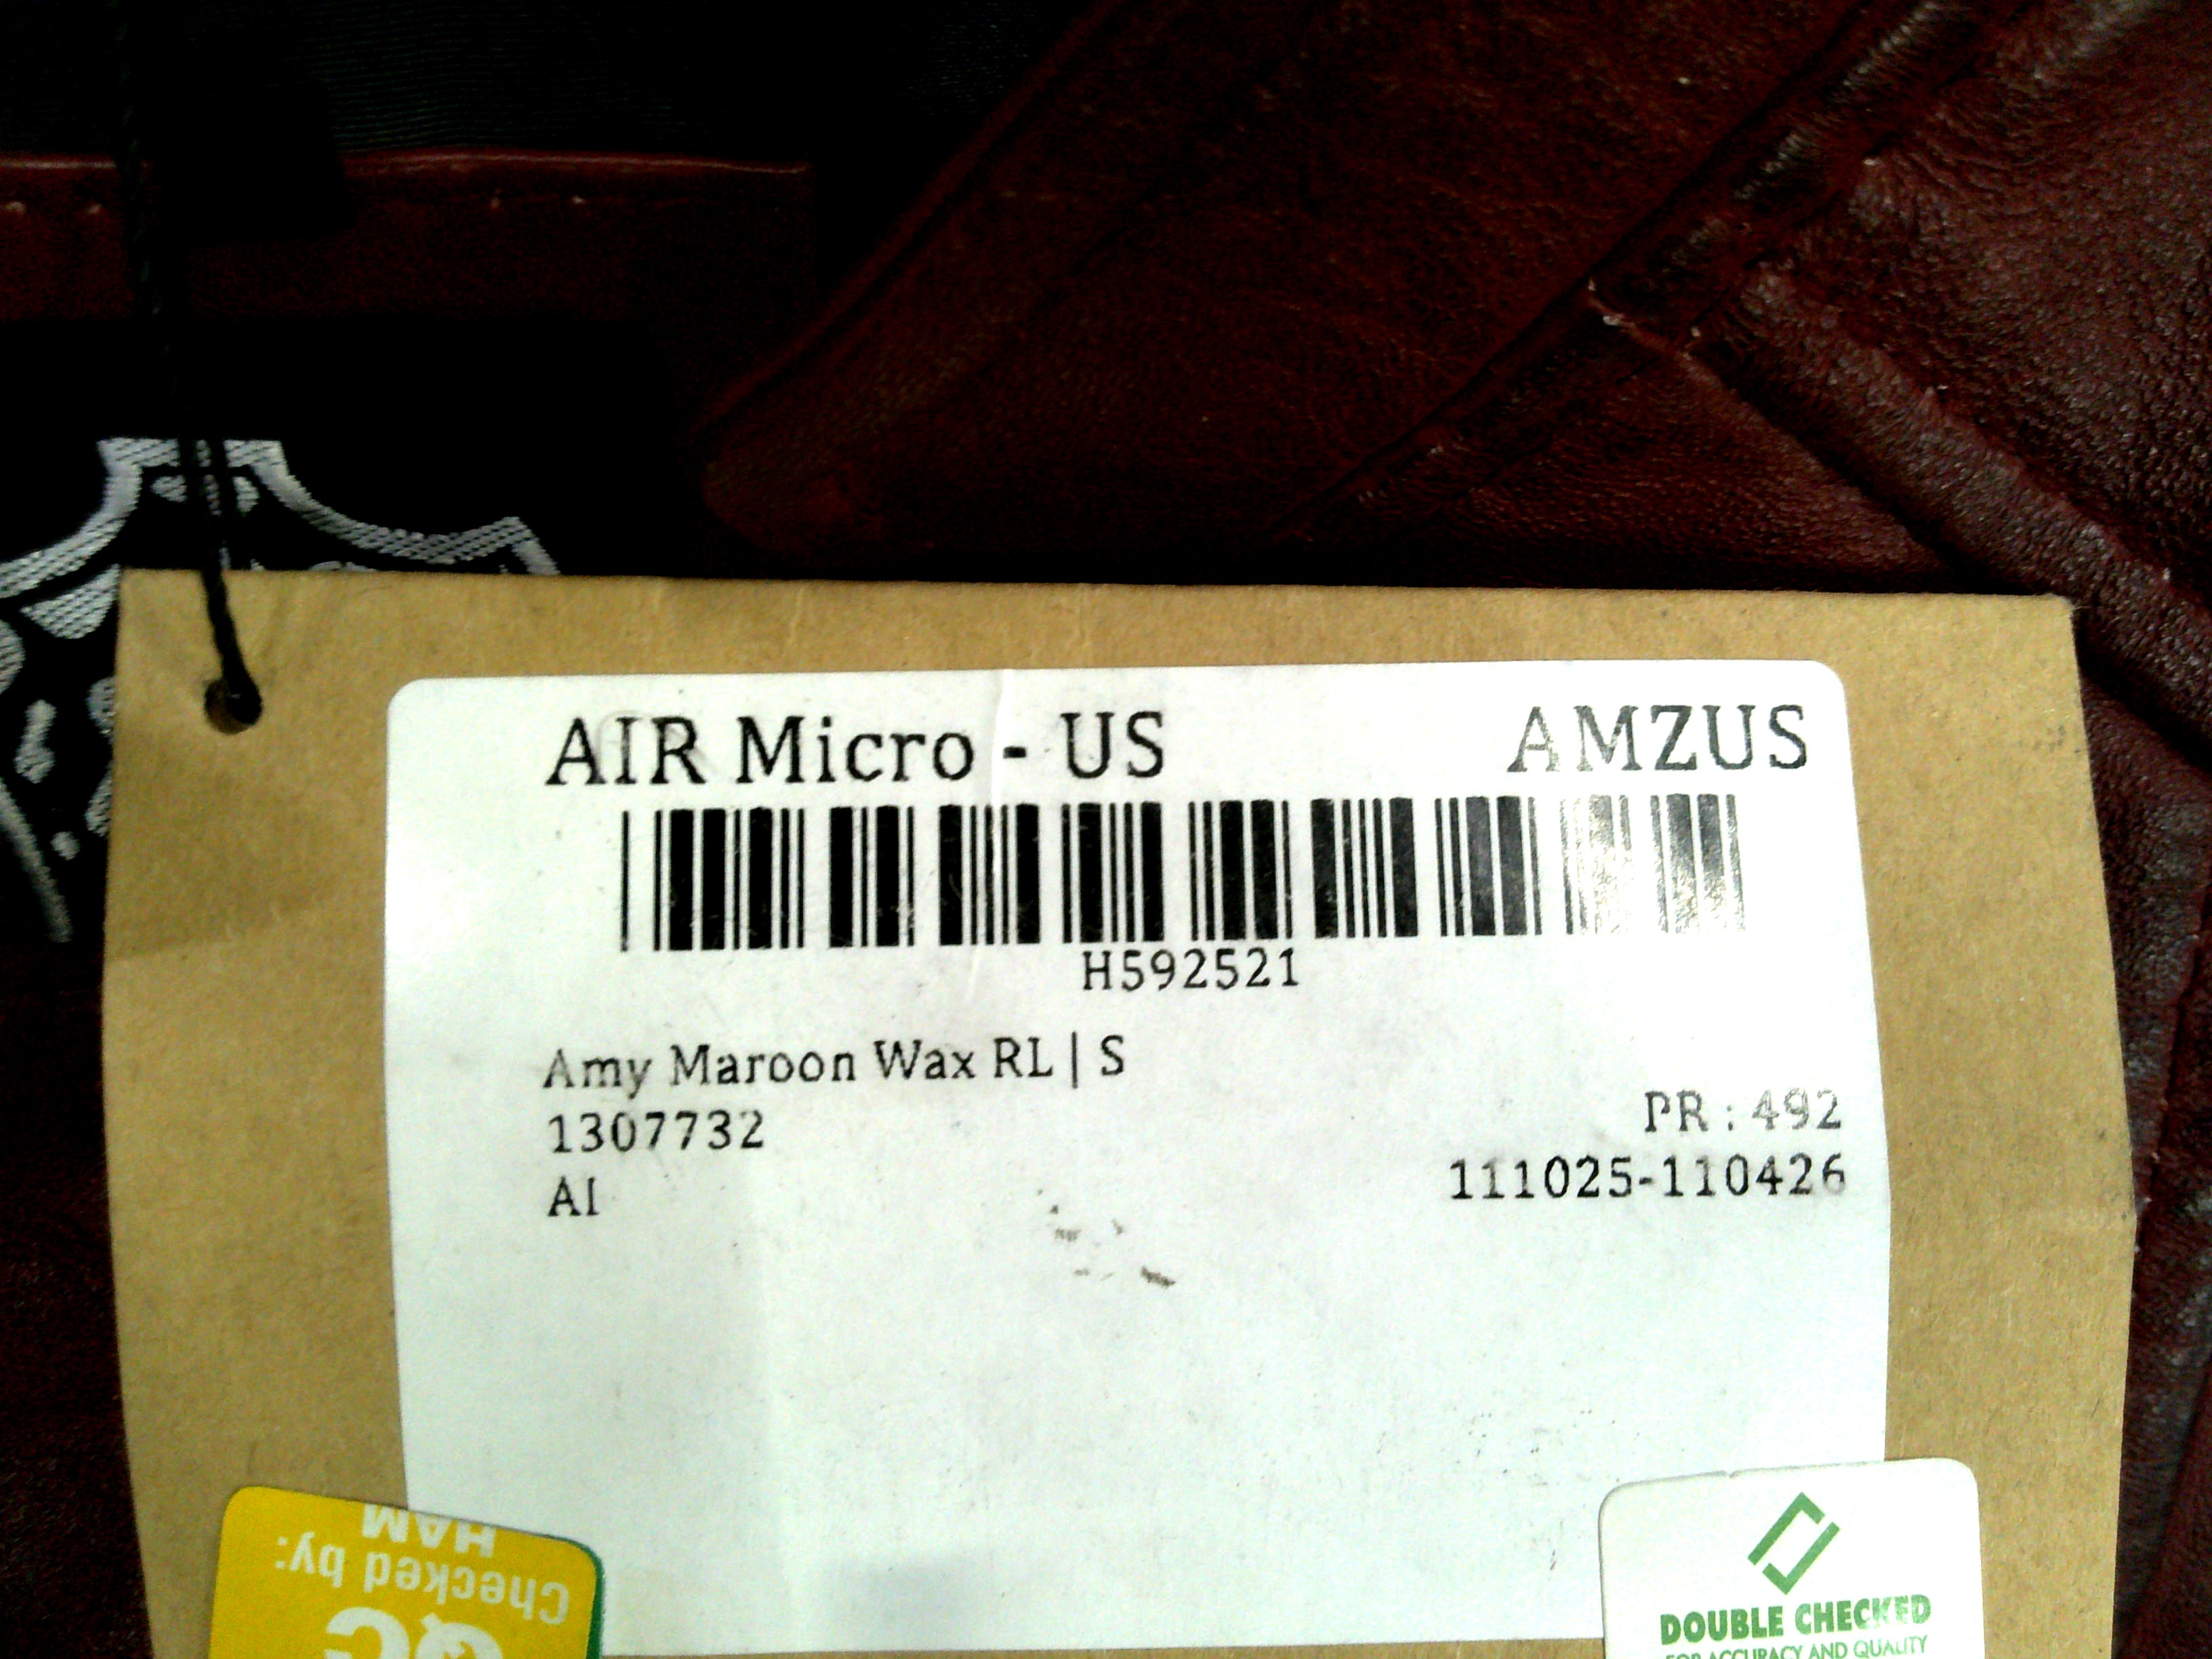 AIR Micro - US AMZUS
H592521
Amy Maroon Wax RL | S
1307732
PR : 492
AI
111025-110426
QC
Checked by:
HAM
DOUBLE CHECKED
FOR ACCURACY AND QUALITY